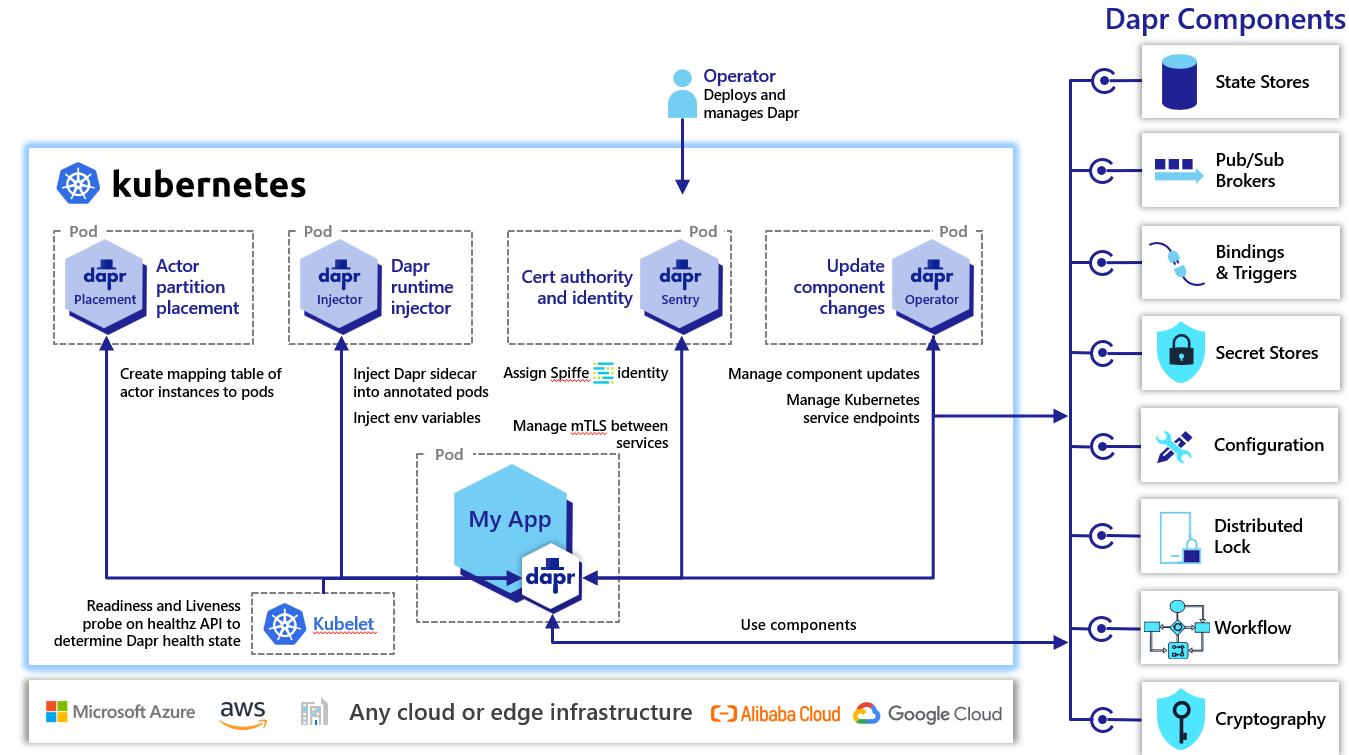 Dapr Components
Operator
Deploys and
manages Dapr
kubernetes
Pod
dapr
Placement
Actor
partition
placement
Pod
dapr
Injector
Dapr
runtime
injector
Pod
Cert authority
and identity
dapr
Sentry
Pod
Update
component
changes
dapr
Operator
Create mapping table of
actor instances to pods
Inject Dapr sidecar
into annotated pods
Inject env variables
Assign Spiffe identity
Manage mTLS between
services
Manage component updates
Manage Kubernetes
service endpoints
Pod
My App
dapr
Readiness and Liveness
probe on healthz API to
determine Dapr health state
Kubelet
Use components
Microsoft Azure
aws
Any cloud or edge infrastructure
Alibaba Cloud
Google Cloud
State Stores
Pub/Sub
Brokers
Bindings
& Triggers
Secret Stores
Configuration
Distributed
Lock
Workflow
Cryptography